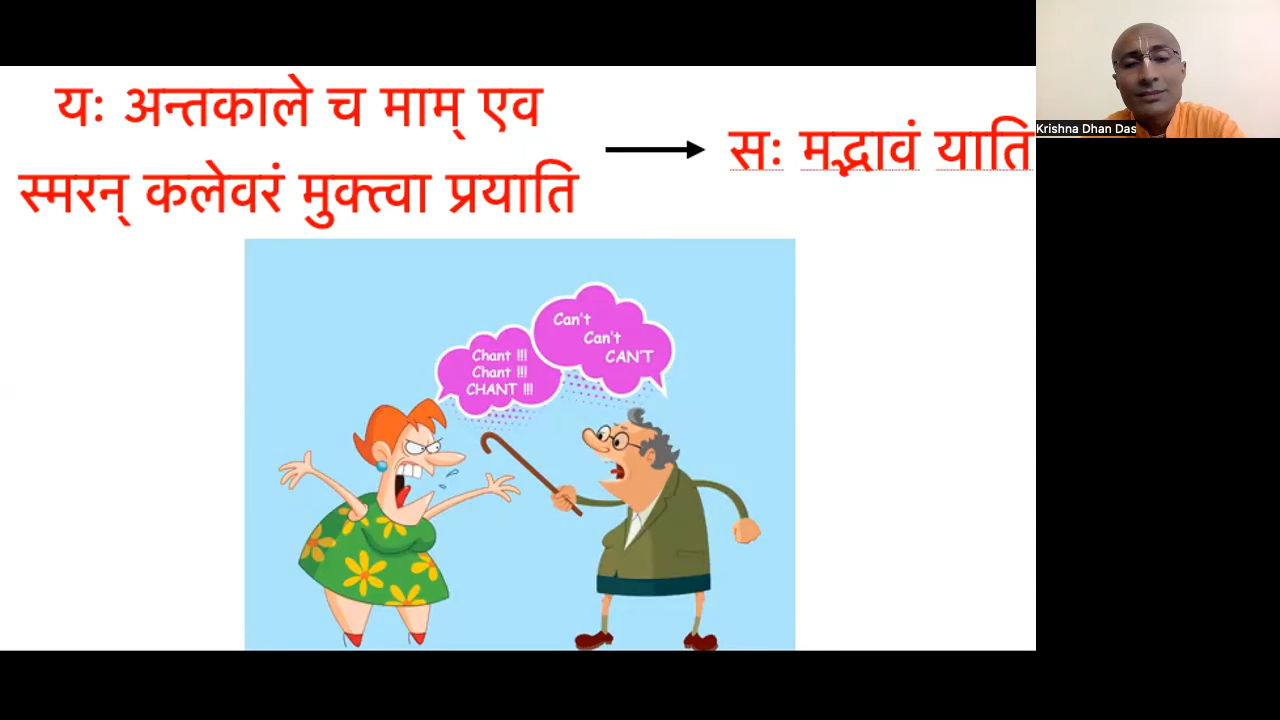 यः अन्तकाले च माम् एव
स्मरन् कलेवरं मुक्त्वा प्रयाति
सः मद्भावं याति
Chant !!!
Chant !!!
CHANT !!!
Can't
Can't
CAN'T
Krishna Dhan Das